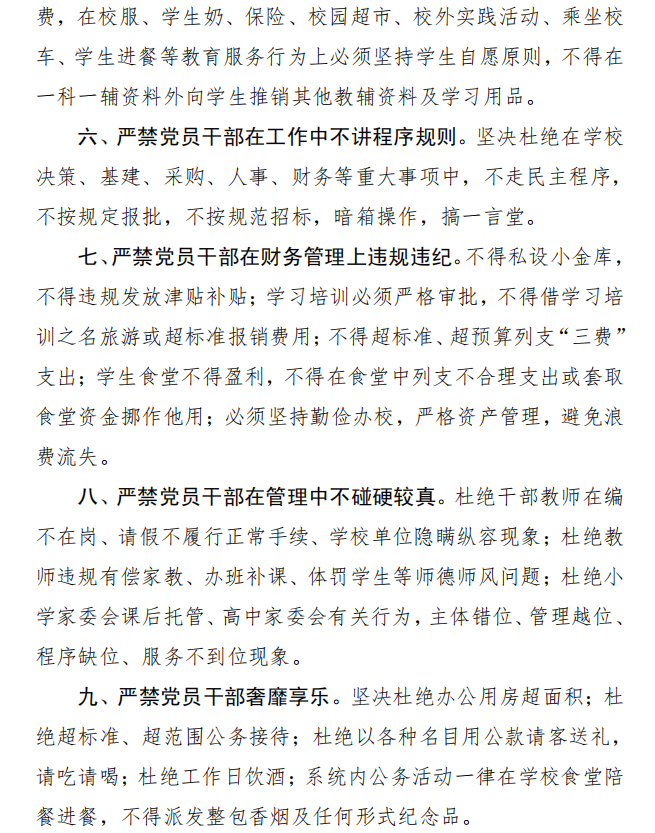 费，在校服、学生奶、保险、校园超市、校外实践活动、乘坐校
车、学生进餐等教育服务行为上必须坚持学生自愿原则，不得在
一科一辅资料外向学生推销其他教辅资料及学习用品。
六、严禁党员干部在工作中不讲程序规则。坚决杜绝在学校
决策、基建、采购、人事、财务等重大事项中，不走民主程序，
不按规定报批，不按规范招标，暗箱操作，搞一言堂。
七、严禁党员干部在财务管理上违规违纪。不得私设小金库，
不得违规发放津贴补贴；学习培训必须严格审批，不得借学习培
训之名旅游或超标准报销费用；不得超标准、超预算列支“三费”
支出；学生食堂不得盈利，不得在食堂中列支不合理支出或套取
食堂资金挪作他用；必须坚持勤俭办校，严格资产管理，避免浪
费流失。
八、严禁党员干部在管理中不碰硬较真。杜绝干部教师在编
不在岗、请假不履行正常手续、学校单位隐瞒纵容现象；杜绝教
师违规有偿家教、办班补课、体罚学生等师德师风问题；杜绝小
学家委会课后托管、高中家委会有关行为，主体错位、管理越位、
程序缺位、服务不到位现象。
九、严禁党员干部奢靡享乐。坚决杜绝办公用房超面积；杜
绝超标准、超范围公务接待；杜绝以各种名目用公款请客送礼，
请吃请喝；杜绝工作日饮酒；系统内公务活动一律在学校食堂陪
餐进餐，不得派发整包香烟及任何形式纪念品。